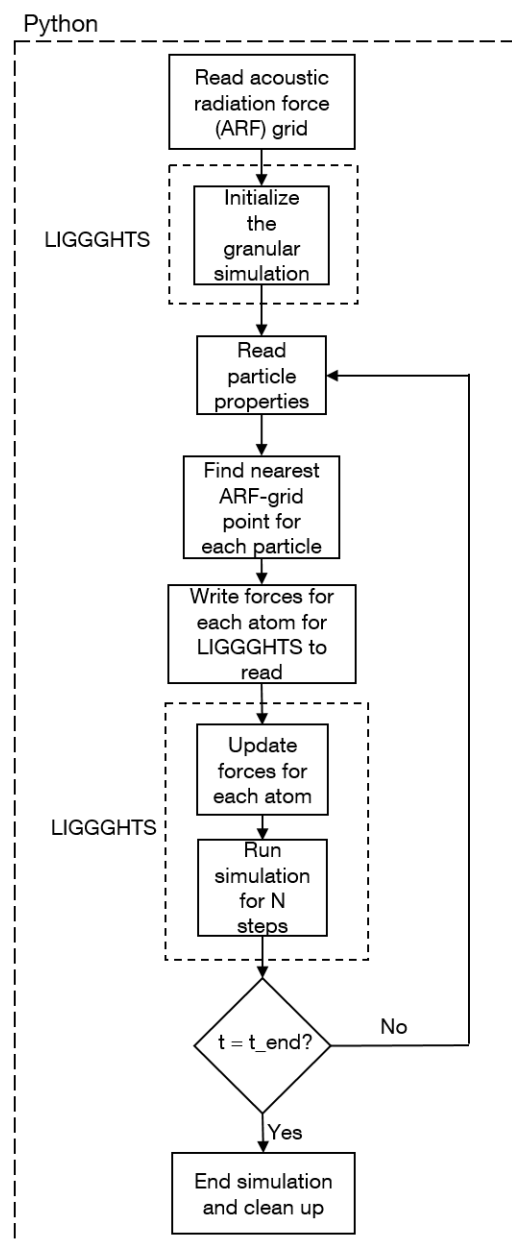 Python
Read acoustic
radiation force
(ARF) grid
LIGGGHTS
Initialize
the
granular
simulation
Read
particle
properties
Find nearest
ARF-grid
point for
each particle
Write forces for
each atom for
LIGGGHTS to
read
LIGGGHTS
Update
forces for
each atom
Run
simulation
for N
steps
t = t_end?
No
Yes
End simulation
and clean up